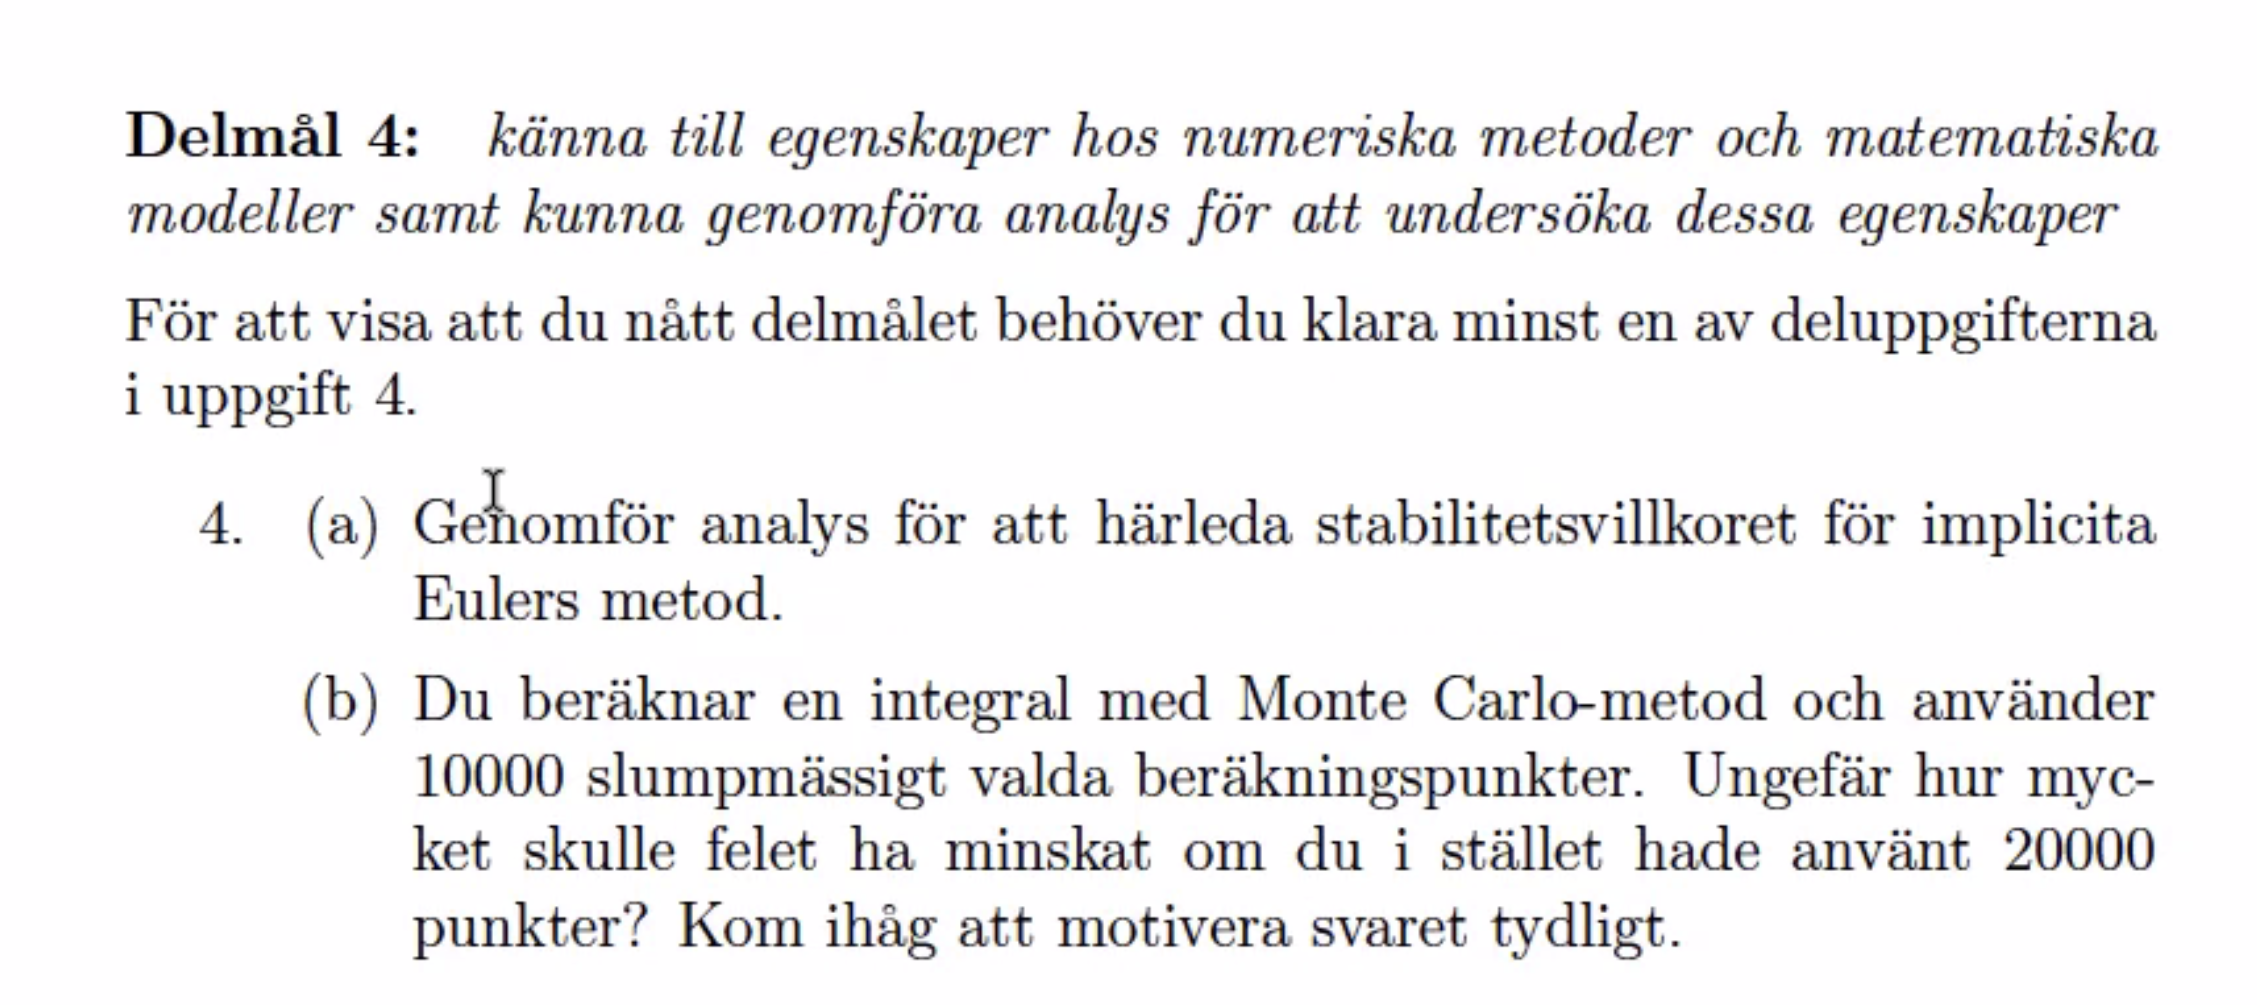 Delmål 4: känna till egenskaper hos numeriska metoder och matematiska
modeller samt kunna genomföra analys för att undersöka dessa egenskaper
För att visa att du nått delmålet behöver du klara minst en av deluppgifterna
i uppgift 4.
4. (a) Genomför analys för att härleda stabilitetsvillkoret för implicita
Eulers metod.
(b) Du beräknar en integral med Monte Carlo-metod och använder
10000 slumpmässigt valda beräkningspunkter. Ungefär hur myc-
ket skulle felet ha minskat om du i stället hade använt 20000
punkter? Kom ihåg att motivera svaret tydligt.